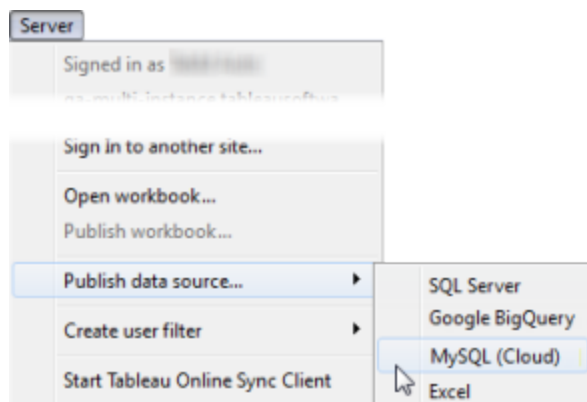 Server
Signed in as
Sign In to another site...
Open workbook...
Publish workbook...
Publish data source...
SQL Server
Google BigQuery
Create user filter
MySQL (Cloud)
Start Tableau Online Sync Client
Excel